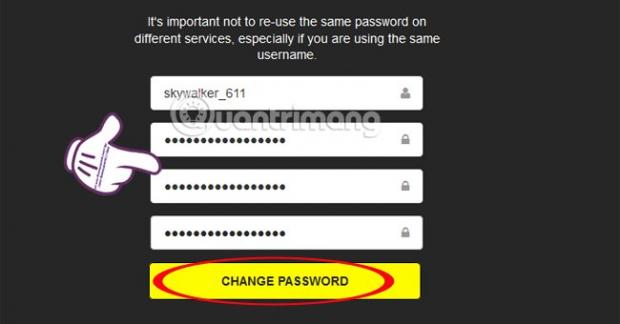 It's important not to re-use the same password on
different services, especially if you are using the same
username.
skywalker_611
Quantrimang
•••••••••••••••••
•••••••••••••••••
•••••••••••••••••
CHANGE PASSWORD